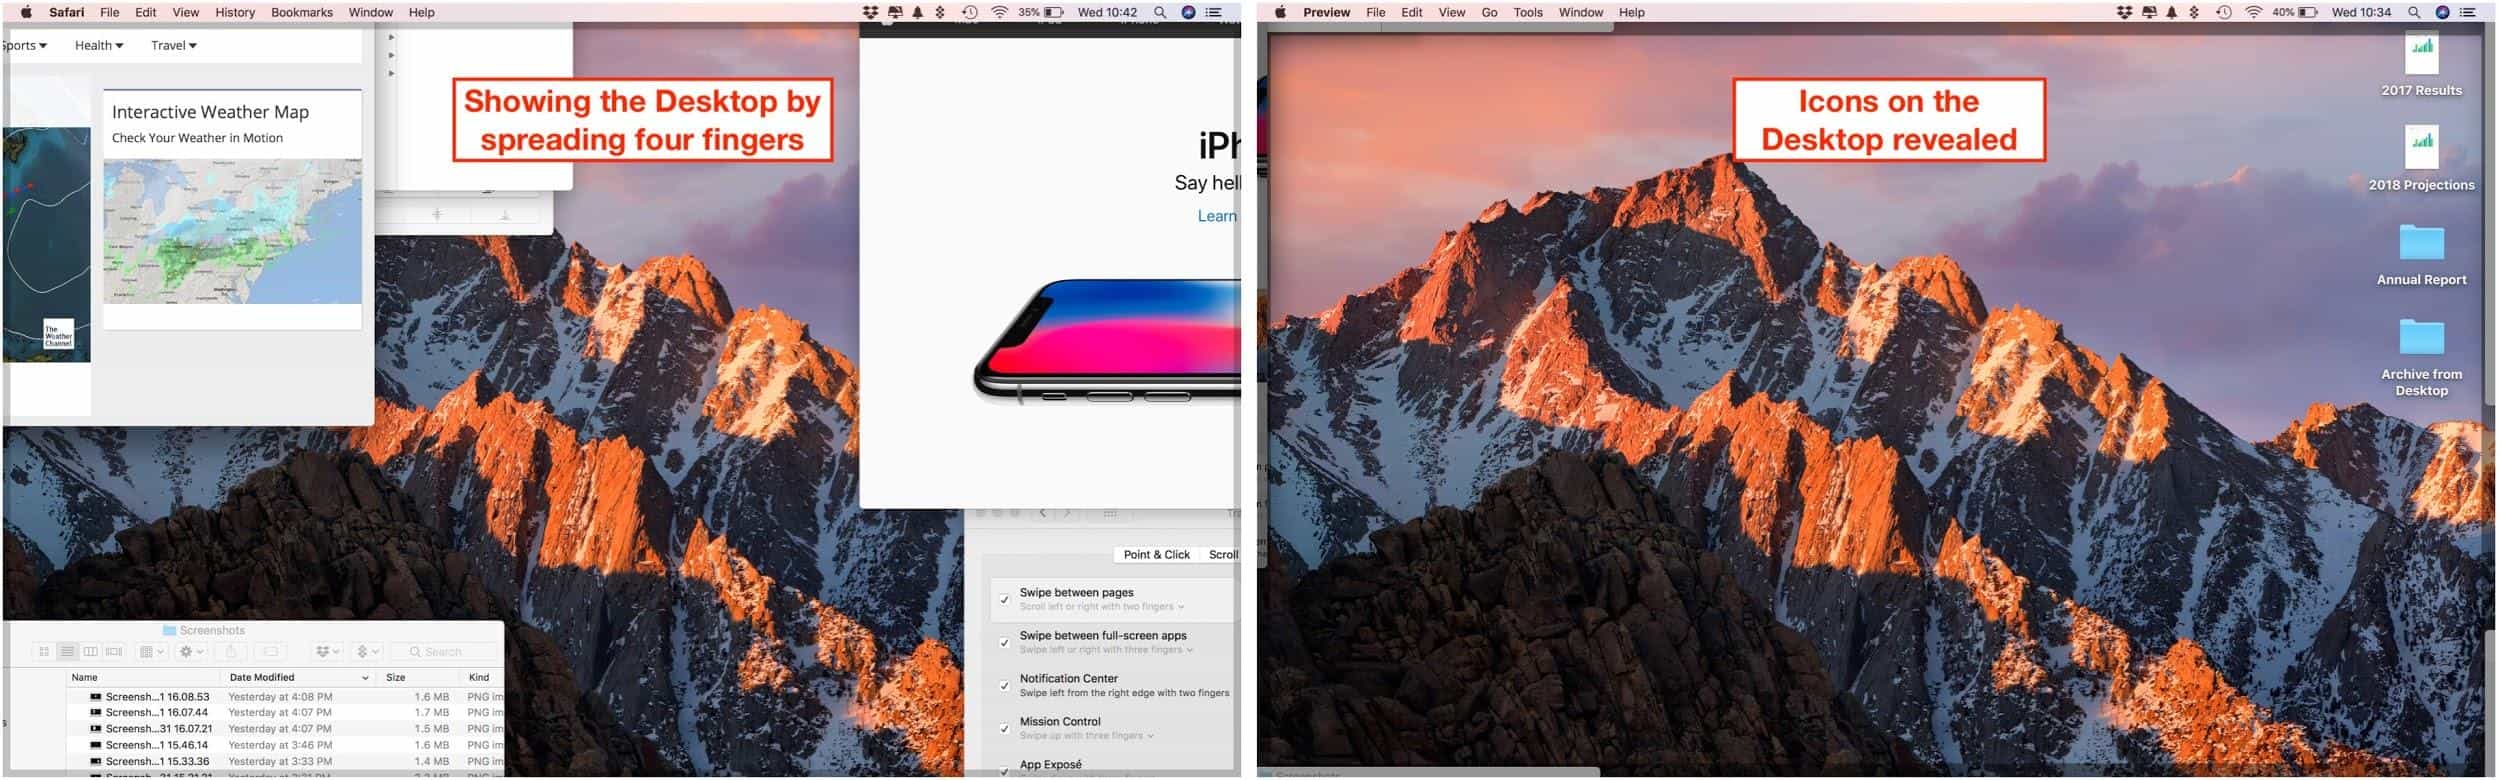 Safari File Edit View History Bookmarks Window Help
35% Wed 10:42
Sports Health Travel
Interactive Weather Map
Check Your Weather in Motion
The
Weather
Channel
Showing the Desktop by
spreading four fingers
iPh
Say hell
Learn
Point & Click Scroll
Swipe between pages
Scroll left or right with two fingers
Swipe between full-screen apps
Swipe left or right with three fingers
Notification Center
Swipe left from the right edge with two fingers
Mission Control
Swipe up with three fingers
App Exposé
Screenshots
Search
Name Date Modified Size Kind
Screensh...1 16.08.53 Yesterday at 4:08 PM 1.6 MB PNG im
Screensh...1 16.07.44 Yesterday at 4:07 PM 1.7 MB PNG im
Screensh...31 16.07.21 Yesterday at 4:07 PM 1.5 MB PNG im
Screensh...1 15.46.14 Yesterday at 3:46 PM 1.6 MB PNG im
Screensh...1 15.33.36 Yesterday at 3:33 PM 1.4 MB PNG im
Preview File Edit View Go Tools Window Help
40% Wed 10:34
Icons on the
Desktop revealed
2017 Results
2018 Projections
Annual Report
Archive from
Desktop